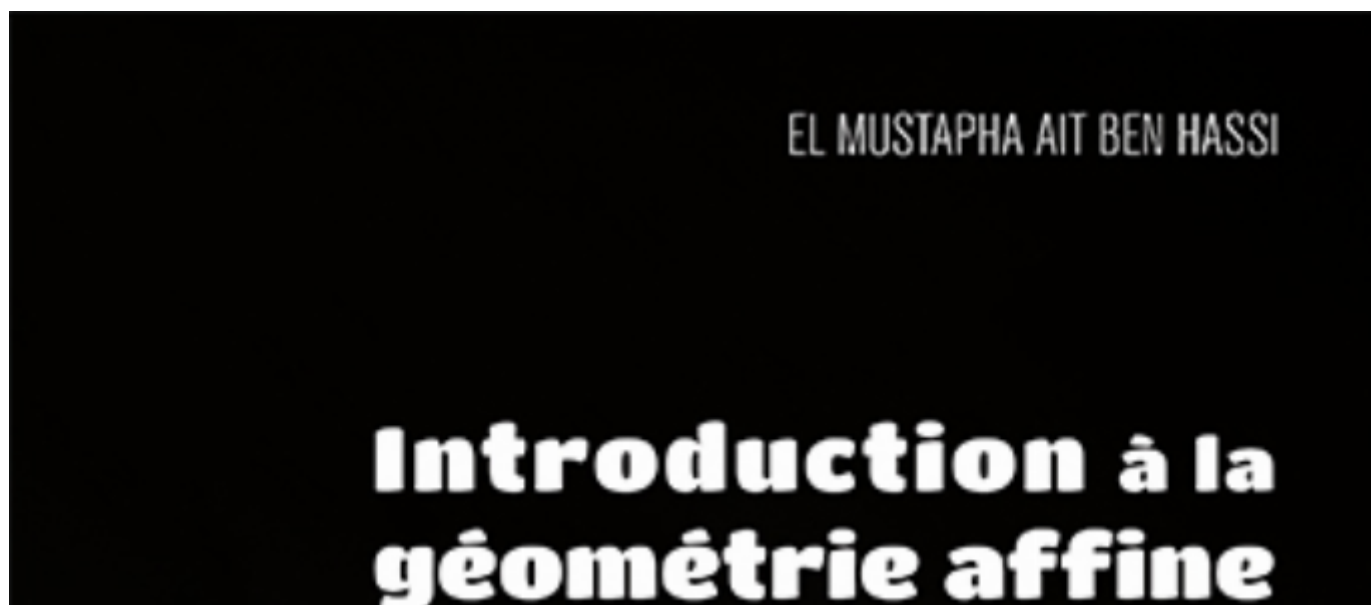 EL MUSTAPHA AIT BEN HASSI
Introduction à la
géométrie affine